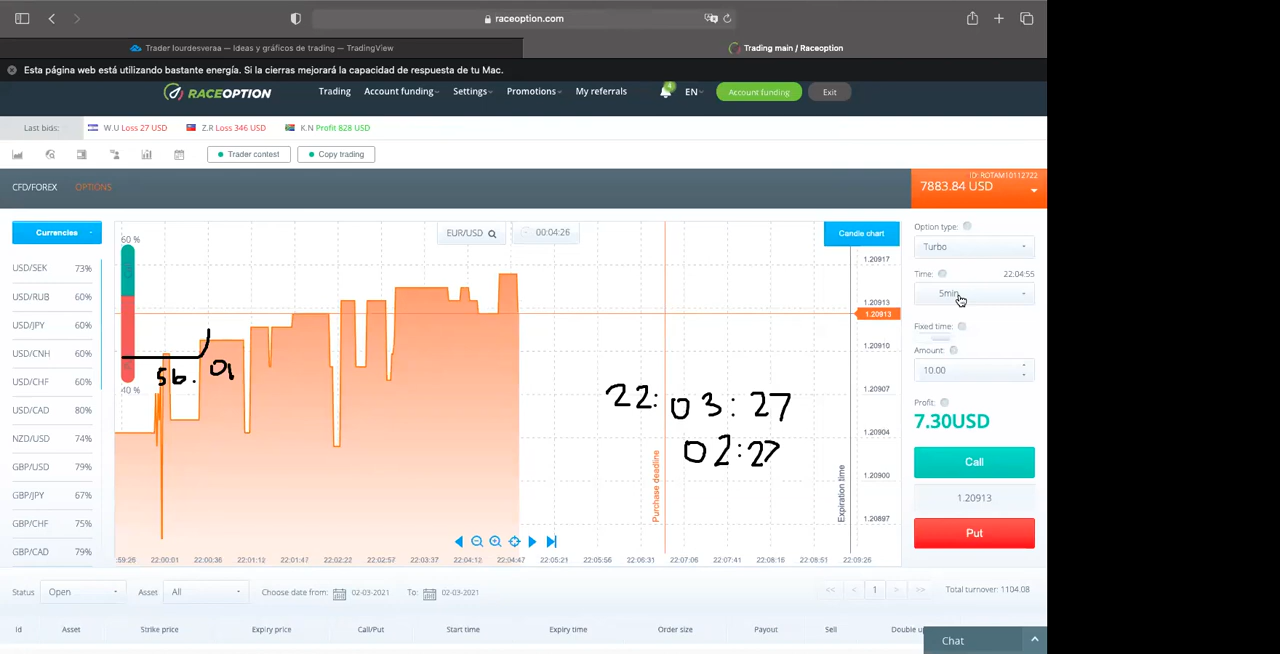 raceoption.com
Trader lourdesveraa — Ideas y gráficos de trading — TradingView
Trading main / Raceoption
Esta página web está utilizando bastante energía. Si la cierras mejorará la capacidad de respuesta de tu Mac.
RACEOPTION
Trading
Account funding
Settings
Promotions
My referrals
4
EN
Account funding
Exit
Last bids:
W.U Loss 27 USD
Z.R Loss 346 USD
K.N Profit 828 USD
Trader contest
Copy trading
CFD/FOREX
OPTIONS
ID: ROTAM10112722
7883.84 USD
Currencies
USD/SEK 73%
USD/RUB 60%
USD/JPY 60%
USD/CNH 60%
USD/CHF 60%
USD/CAD 80%
NZD/USD 74%
GBP/USD 79%
GBP/JPY 67%
GBP/CHF 75%
GBP/CAD 79%
60 %
40 %
EUR/USD
00:04:26
Candle chart
56. 01
22:03:27
02:27
Purchase deadline
Expiration time
1.20917
1.20913
1.20913
1.20910
1.20907
1.20904
1.20900
1.20897
:59:26 22:00:01 22:00:36 22:01:12 22:01:47 22:02:22 22:02:57 22:03:37 22:04:12 22:04:47 22:05:21 22:05:56 22:06:31 22:07:06 22:07:41 22:08:16 22:08:51 22:09:26
Option type:
Turbo
Time: 22:04:55
5min
Fixed time:
Amount:
10.00
Profit:
7.30USD
Call
1.20913
Put
Status Open Asset All Choose date from: 02-03-2021 To: 02-03-2021
<< < 1 > >> Total turnover: 1104.08
Id Asset Strike price Expiry price Call/Put Start time Expiry time Order size Payout Sell Double u
Chat